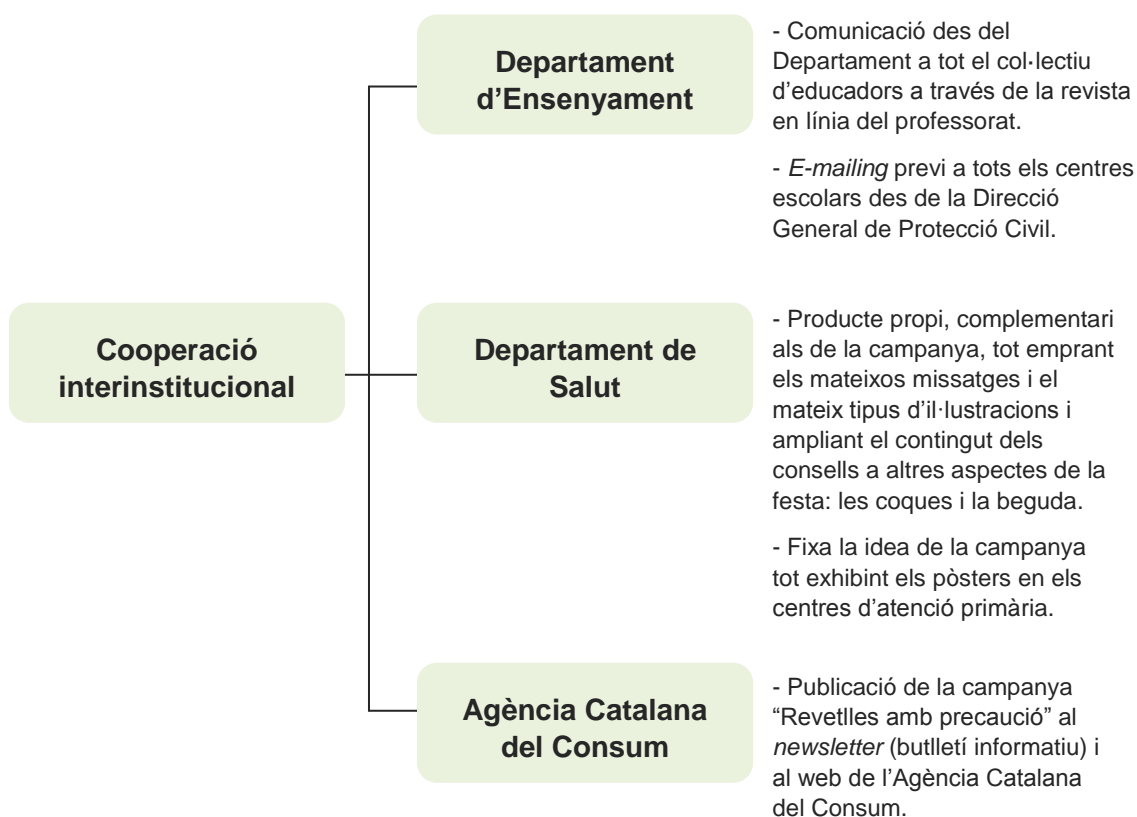 Cooperació
interinstitucional
Departament
d’Ensenyament
- Comunicació des del
Departament a tot el col·lectiu
d’educadors a través de la revista
en línia del professorat.
- E-mailing previ a tots els centres
escolars des de la Direcció
General de Protecció Civil.
Departament de
Salut
- Producte propi, complementari
als de la campanya, tot emprant
els mateixos missatges i el
mateix tipus d’il·lustracions i
ampliant el contingut dels
consells a altres aspectes de la
festa: les coques i la beguda.
- Fixa la idea de la campanya
tot exhibint els pòsters en els
centres d’atenció primària.
Agència Catalana
del Consum
- Publicació de la campanya
“Revetlles amb precaució” al
newsletter (butlletí informatiu) i
al web de l’Agència Catalana
del Consum.